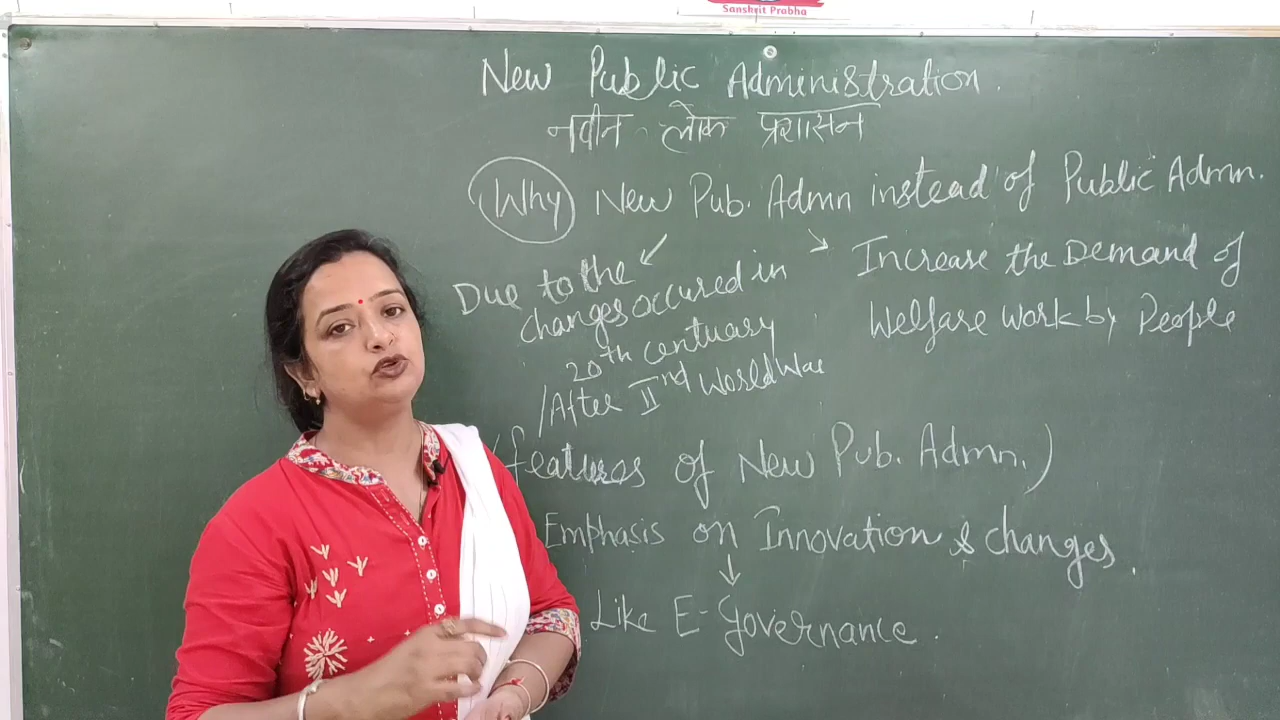 Sanskrit Prabha
New Public Administration.
नवीन लोक प्रशासन
Why New Pub. Admn instead of Public Admn.
Due to the
changes occured in
20th centuary
/After IInd World War
Increase the Demand of
Welfare work by People
(features of New Pub. Admn.)
Emphasis on Innovation & changes.
Like E-Governance.